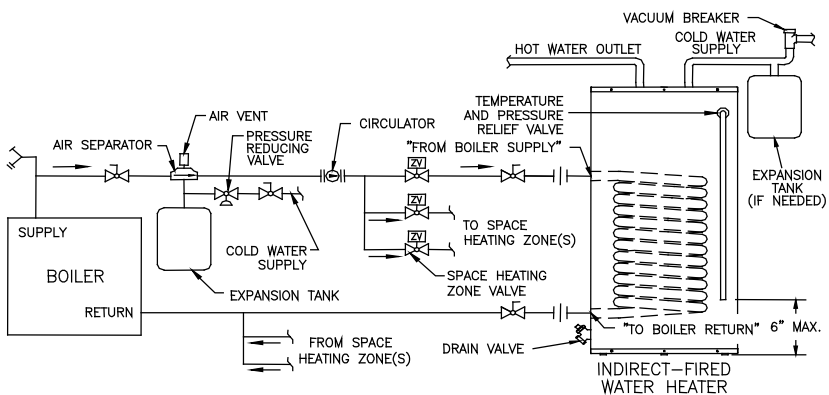 VACUUM BREAKER
COLD WATER
SUPPLY
HOT WATER OUTLET
TEMPERATURE
AND PRESSURE
RELIEF VALVE
AIR VENT
PRESSURE
REDUCING
VALVE
CIRCULATOR
AIR SEPARATOR
"FROM BOILER SUPPLY"
ZV
EXPANSION
TANK
(IF NEEDED)
ZV
TO SPACE
HEATING ZONE(S)
ZV
SUPPLY
COLD WATER
SUPPLY
BOILER
SPACE HEATING
ZONE VALVE
EXPANSION TANK
RETURN
"TO BOILER RETURN"
6" MAX.
FROM SPACE
HEATING ZONE(S)
DRAIN VALVE
INDIRECT-FIRED
WATER HEATER